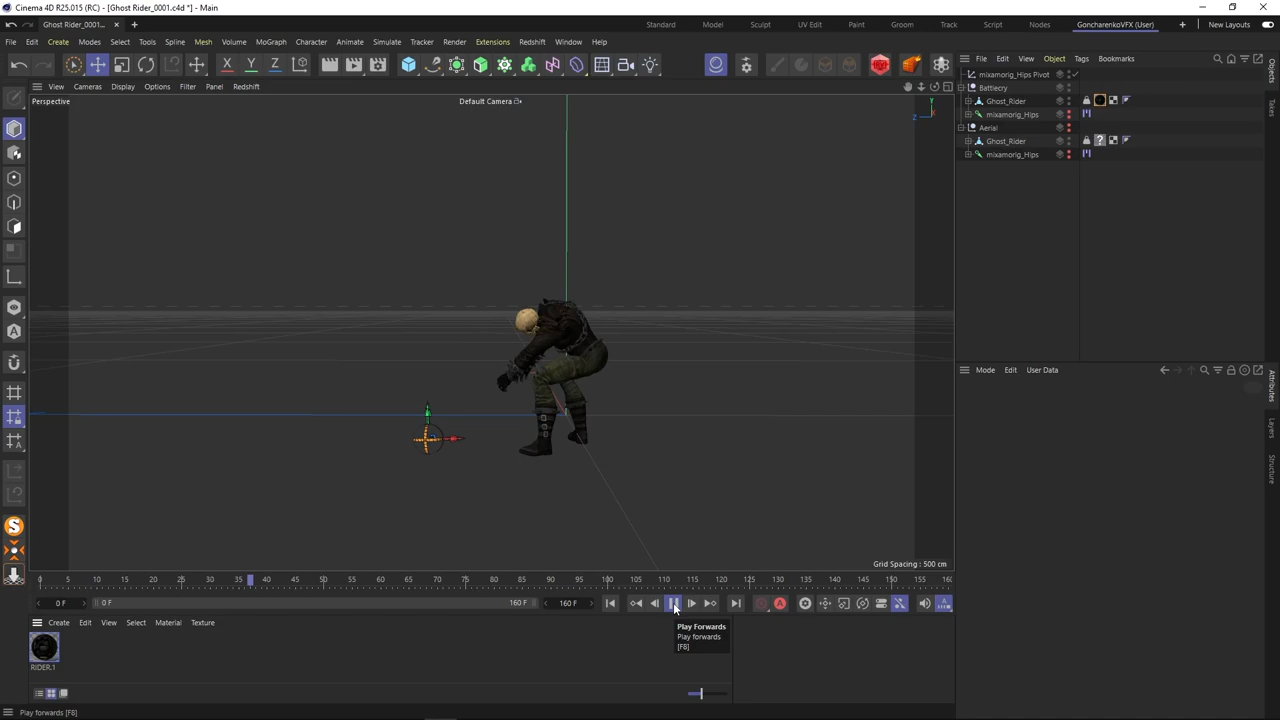 Cinema 4D R25.015 (RC) - [Ghost Rider_0001.c4d *] - Main
Ghost Rider_0001...
Standard
Model
Sculpt
UV Edit
Paint
Groom
Track
Script
Nodes
GoncharenkoVFX (User)
New Layouts
File Edit Create Modes Select Tools Spline Mesh Volume MoGraph Character Animate Simulate Tracker Render Extensions Redshift Window Help
X Y Z
File Edit View Object Tags Bookmarks
View Cameras Display Options Filter Panel Redshift
Perspective
Default Camera
Y
Z
X
mixamorig_Hips Pivot
Battlecry
Ghost_Rider
mixamorig_Hips
Aerial
Ghost_Rider
mixamorig_Hips
Objects
Takes
Mode Edit User Data
Attributes
Layers
Structure
Grid Spacing : 500 cm
0 5 10 15 20 25 30 35 40 45 50 55 60 65 70 75 80 85 90 95 100 105 110 115 120 125 130 135 140 145 150 155 160
0 F
0 F
160 F
160 F
Play Forwards
Play forwards
[F8]
Create Edit View Select Material Texture
RIDER.1
Play forwards [F8]